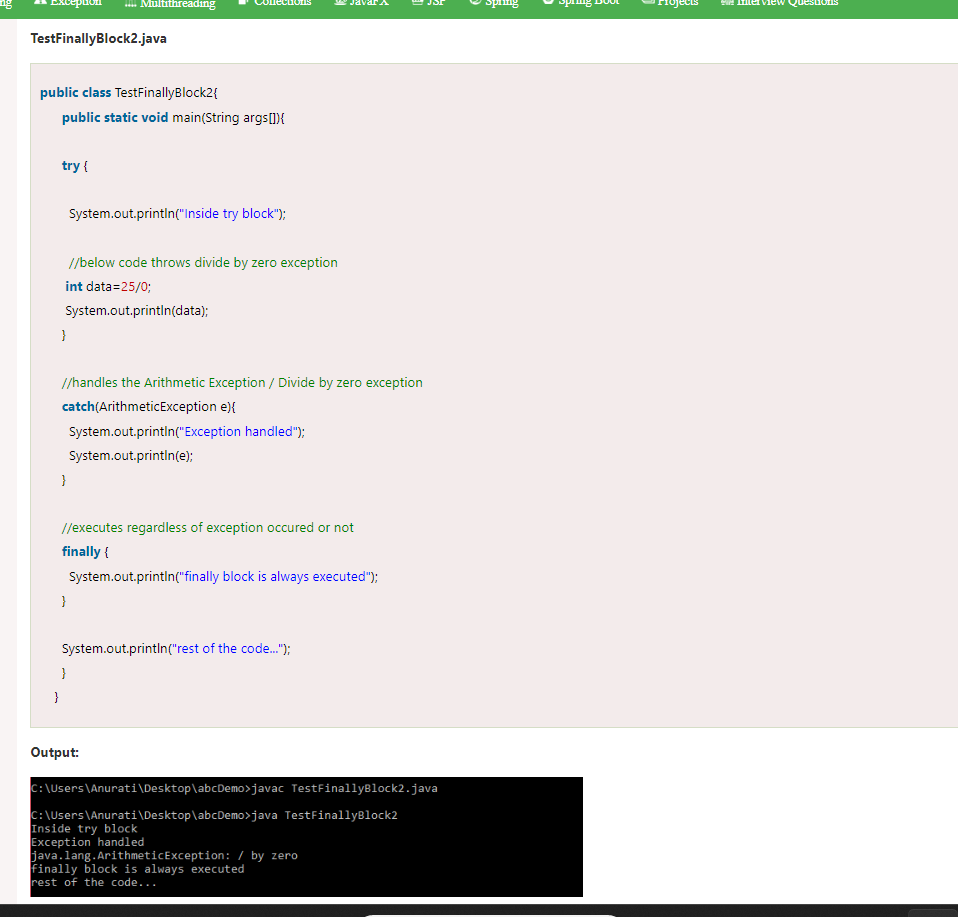 ng Exception Multithreading Collections JavaFX JSP Spring Spring Boot Projects Interview Questions
TestFinallyBlock2.java
public class TestFinallyBlock2{
public static void main(String args[]){
try {
System.out.println("Inside try block");
//below code throws divide by zero exception
int data=25/0;
System.out.println(data);
}
//handles the Arithmetic Exception / Divide by zero exception
catch(ArithmeticException e){
System.out.println("Exception handled");
System.out.println(e);
}
//executes regardless of exception occured or not
finally {
System.out.println("finally block is always executed");
}
System.out.println("rest of the code...");
}
}
Output:
C:\Users\Anurati\Desktop\abcDemo>javac TestFinallyBlock2.java
C:\Users\Anurati\Desktop\abcDemo>java TestFinallyBlock2
Inside try block
Exception handled
java.lang.ArithmeticException: / by zero
finally block is always executed
rest of the code...